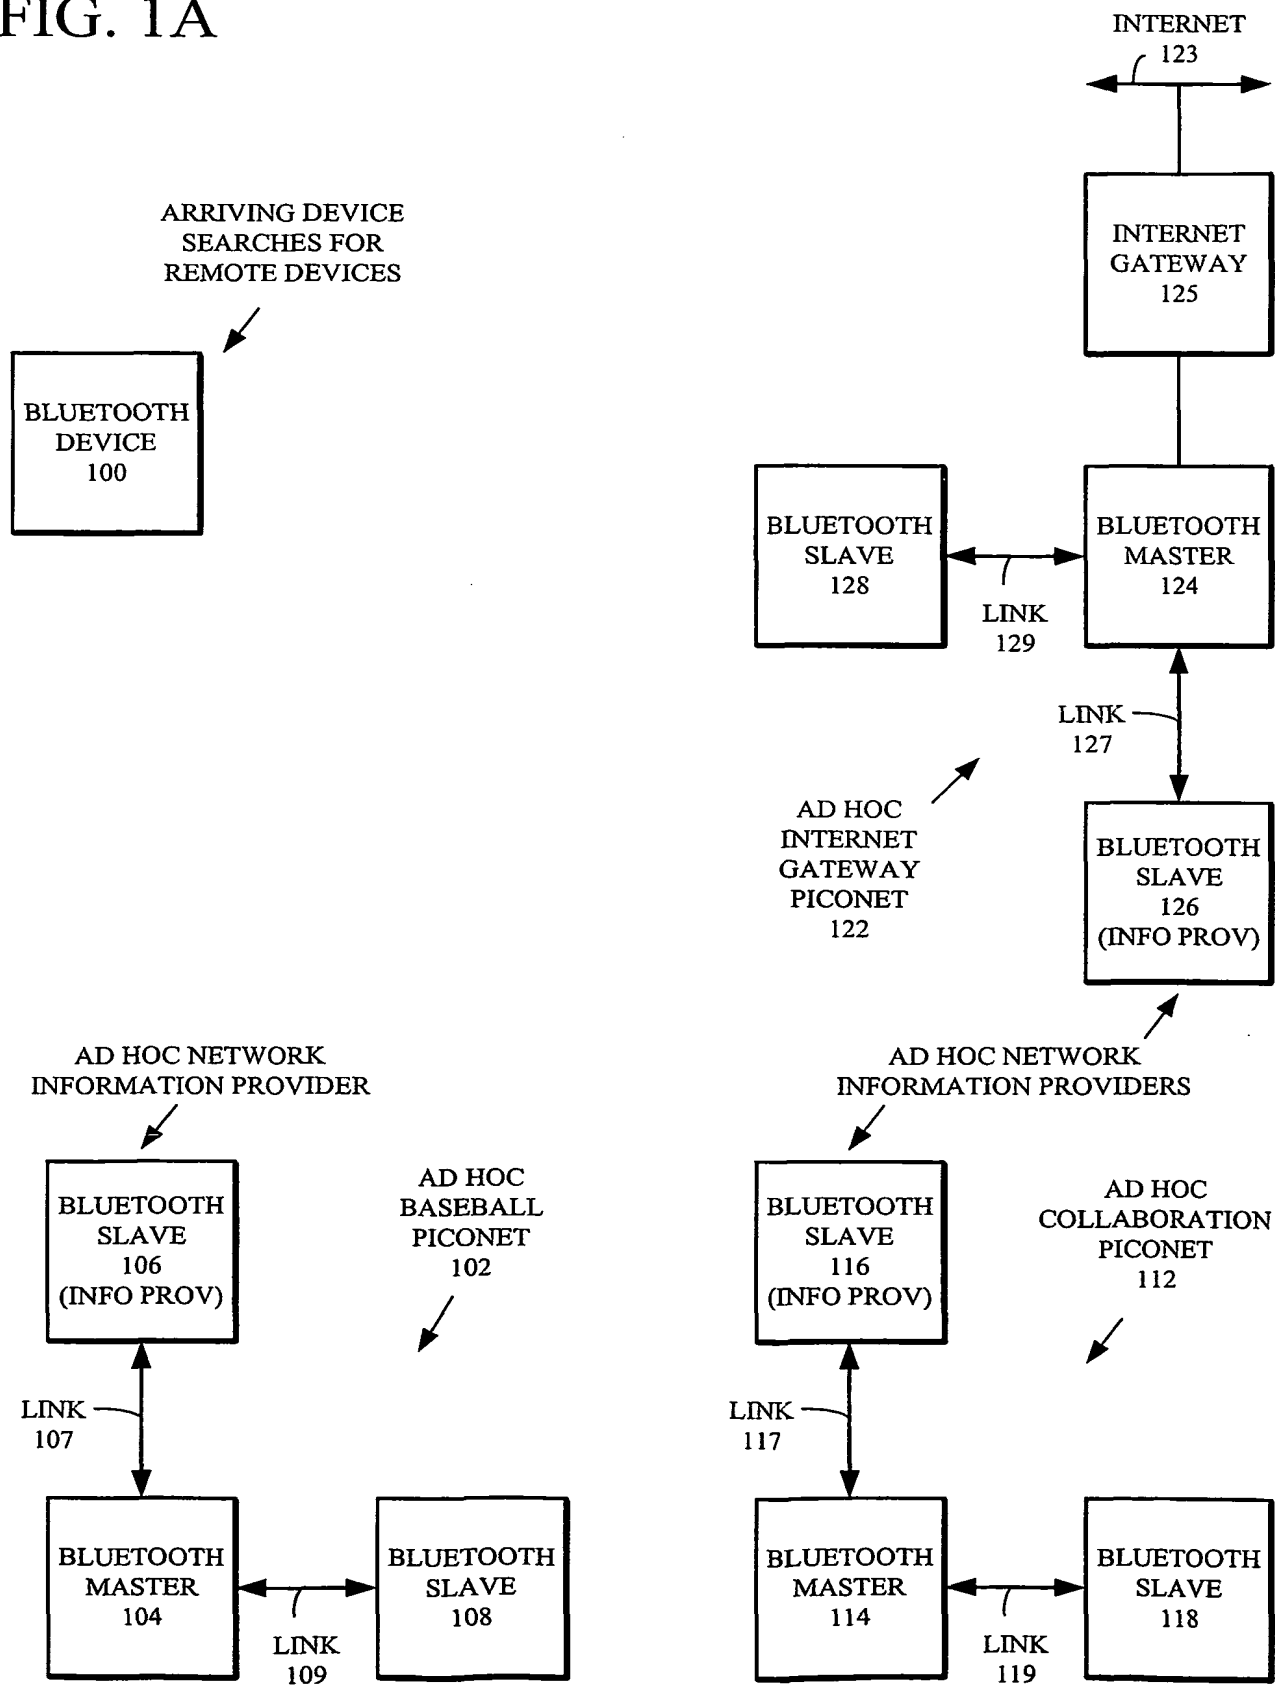 FIG. 1A
INTERNET
123
ARRIVING DEVICE
SEARCHES FOR
REMOTE DEVICES
INTERNET
GATEWAY
125
BLUETOOTH
DEVICE
100
BLUETOOTH
SLAVE
128
LINK
129
BLUETOOTH
MASTER
124
LINK
127
AD HOC
INTERNET
GATEWAY
PICONET
122
BLUETOOTH
SLAVE
126
(INFO PROV)
AD HOC NETWORK
INFORMATION PROVIDER
AD HOC NETWORK
INFORMATION PROVIDERS
BLUETOOTH
SLAVE
106
(INFO PROV)
AD HOC
BASEBALL
PICONET
102
BLUETOOTH
SLAVE
116
(INFO PROV)
AD HOC
COLLABORATION
PICONET
112
LINK
107
LINK
117
BLUETOOTH
MASTER
104
LINK
109
BLUETOOTH
SLAVE
108
BLUETOOTH
MASTER
114
LINK
119
BLUETOOTH
SLAVE
118